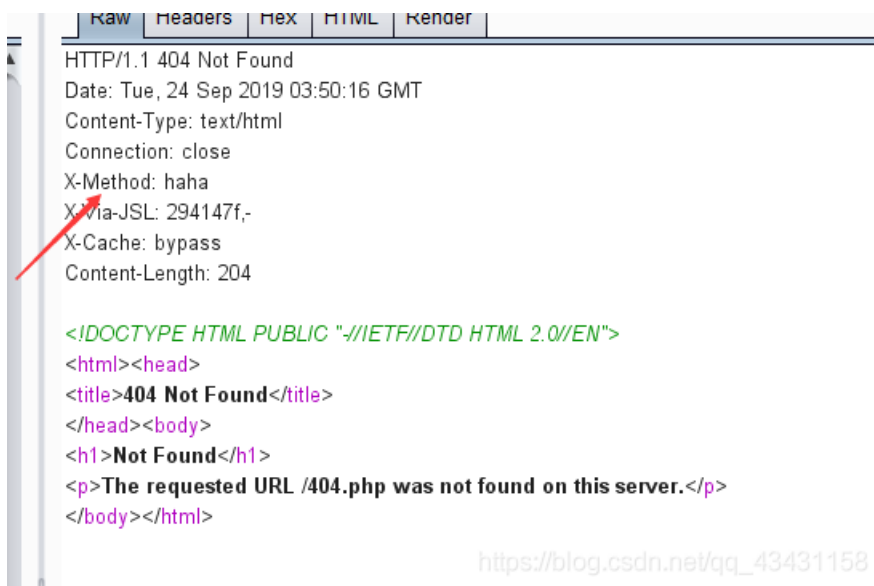 Raw Headers Hex HTML Render
HTTP/1.1 404 Not Found
Date: Tue, 24 Sep 2019 03:50:16 GMT
Content-Type: text/html
Connection: close
X-Method: haha
X-Via-JSL: 294147f,-
X-Cache: bypass
Content-Length: 204
<!DOCTYPE HTML PUBLIC "-//IETF//DTD HTML 2.0//EN">
<html><head>
<title>404 Not Found</title>
</head><body>
<h1>Not Found</h1>
<p>The requested URL /404.php was not found on this server.</p>
</body></html>
https://blog.csdn.net/qq_43431158